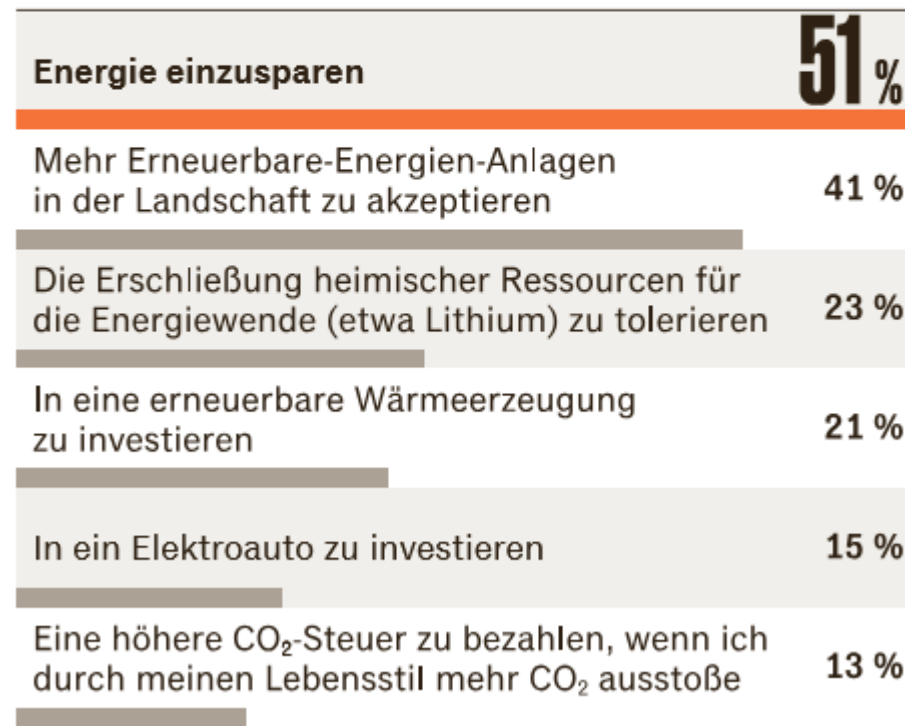 Energie einzusparen 51 %
Mehr Erneuerbare-Energien-Anlagen
in der Landschaft zu akzeptieren 41 %
Die Erschließung heimischer Ressourcen für
die Energiewende (etwa Lithium) zu tolerieren 23 %
In eine erneuerbare Wärmeerzeugung
zu investieren 21 %
In ein Elektroauto zu investieren 15 %
Eine höhere CO₂-Steuer zu bezahlen, wenn ich
durch meinen Lebensstil mehr CO₂ ausstoße 13 %